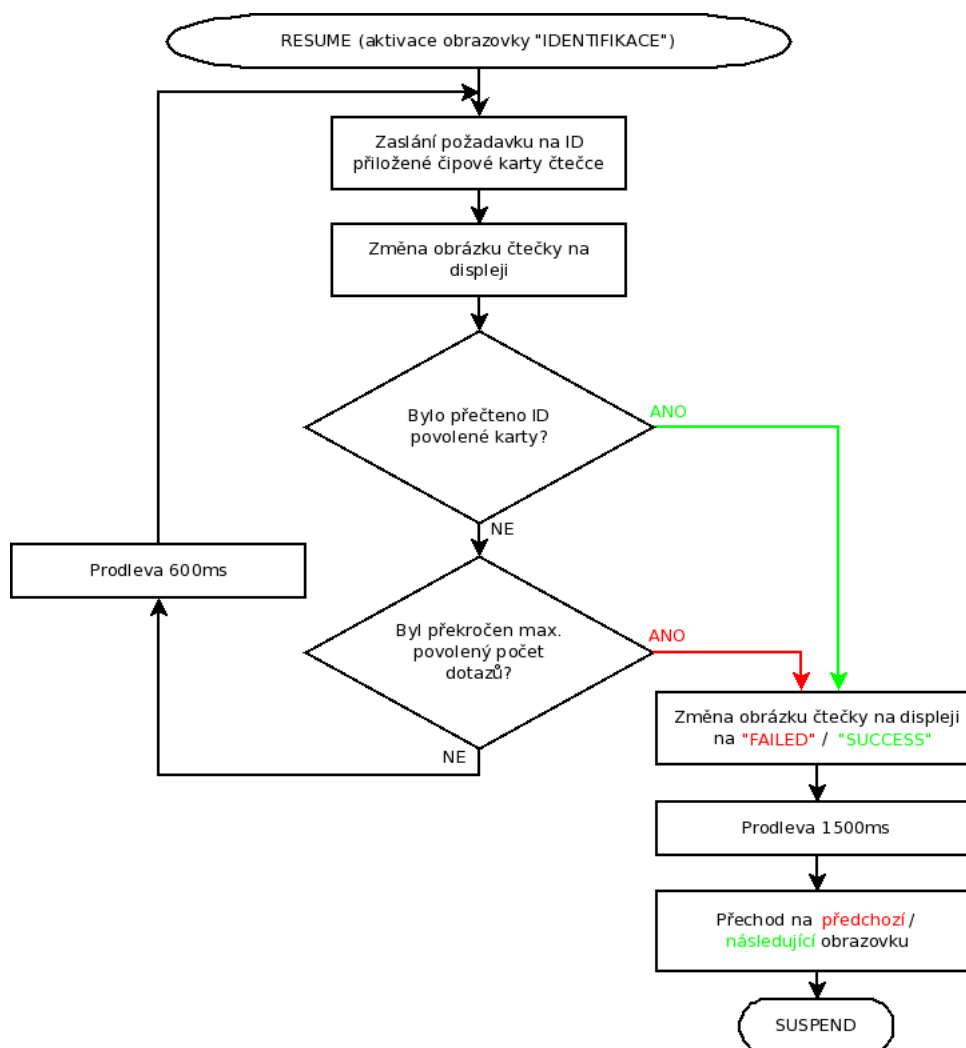 RESUME (aktivace obrazovky "IDENTIFIKACE")
Zaslání požadavku na ID
přiložené čipové karty čtečce
Změna obrázku čtečky na
displeji
Bylo přečteno ID
povolené karty?
ANO
NE
Prodleva 600ms
Byl překročen max.
povolený počet
dotazů?
ANO
NE
Změna obrázku čtečky na displeji
na "FAILED" / "SUCCESS"
Prodleva 1500ms
Přechod na předchozí /
následující obrazovku
SUSPEND